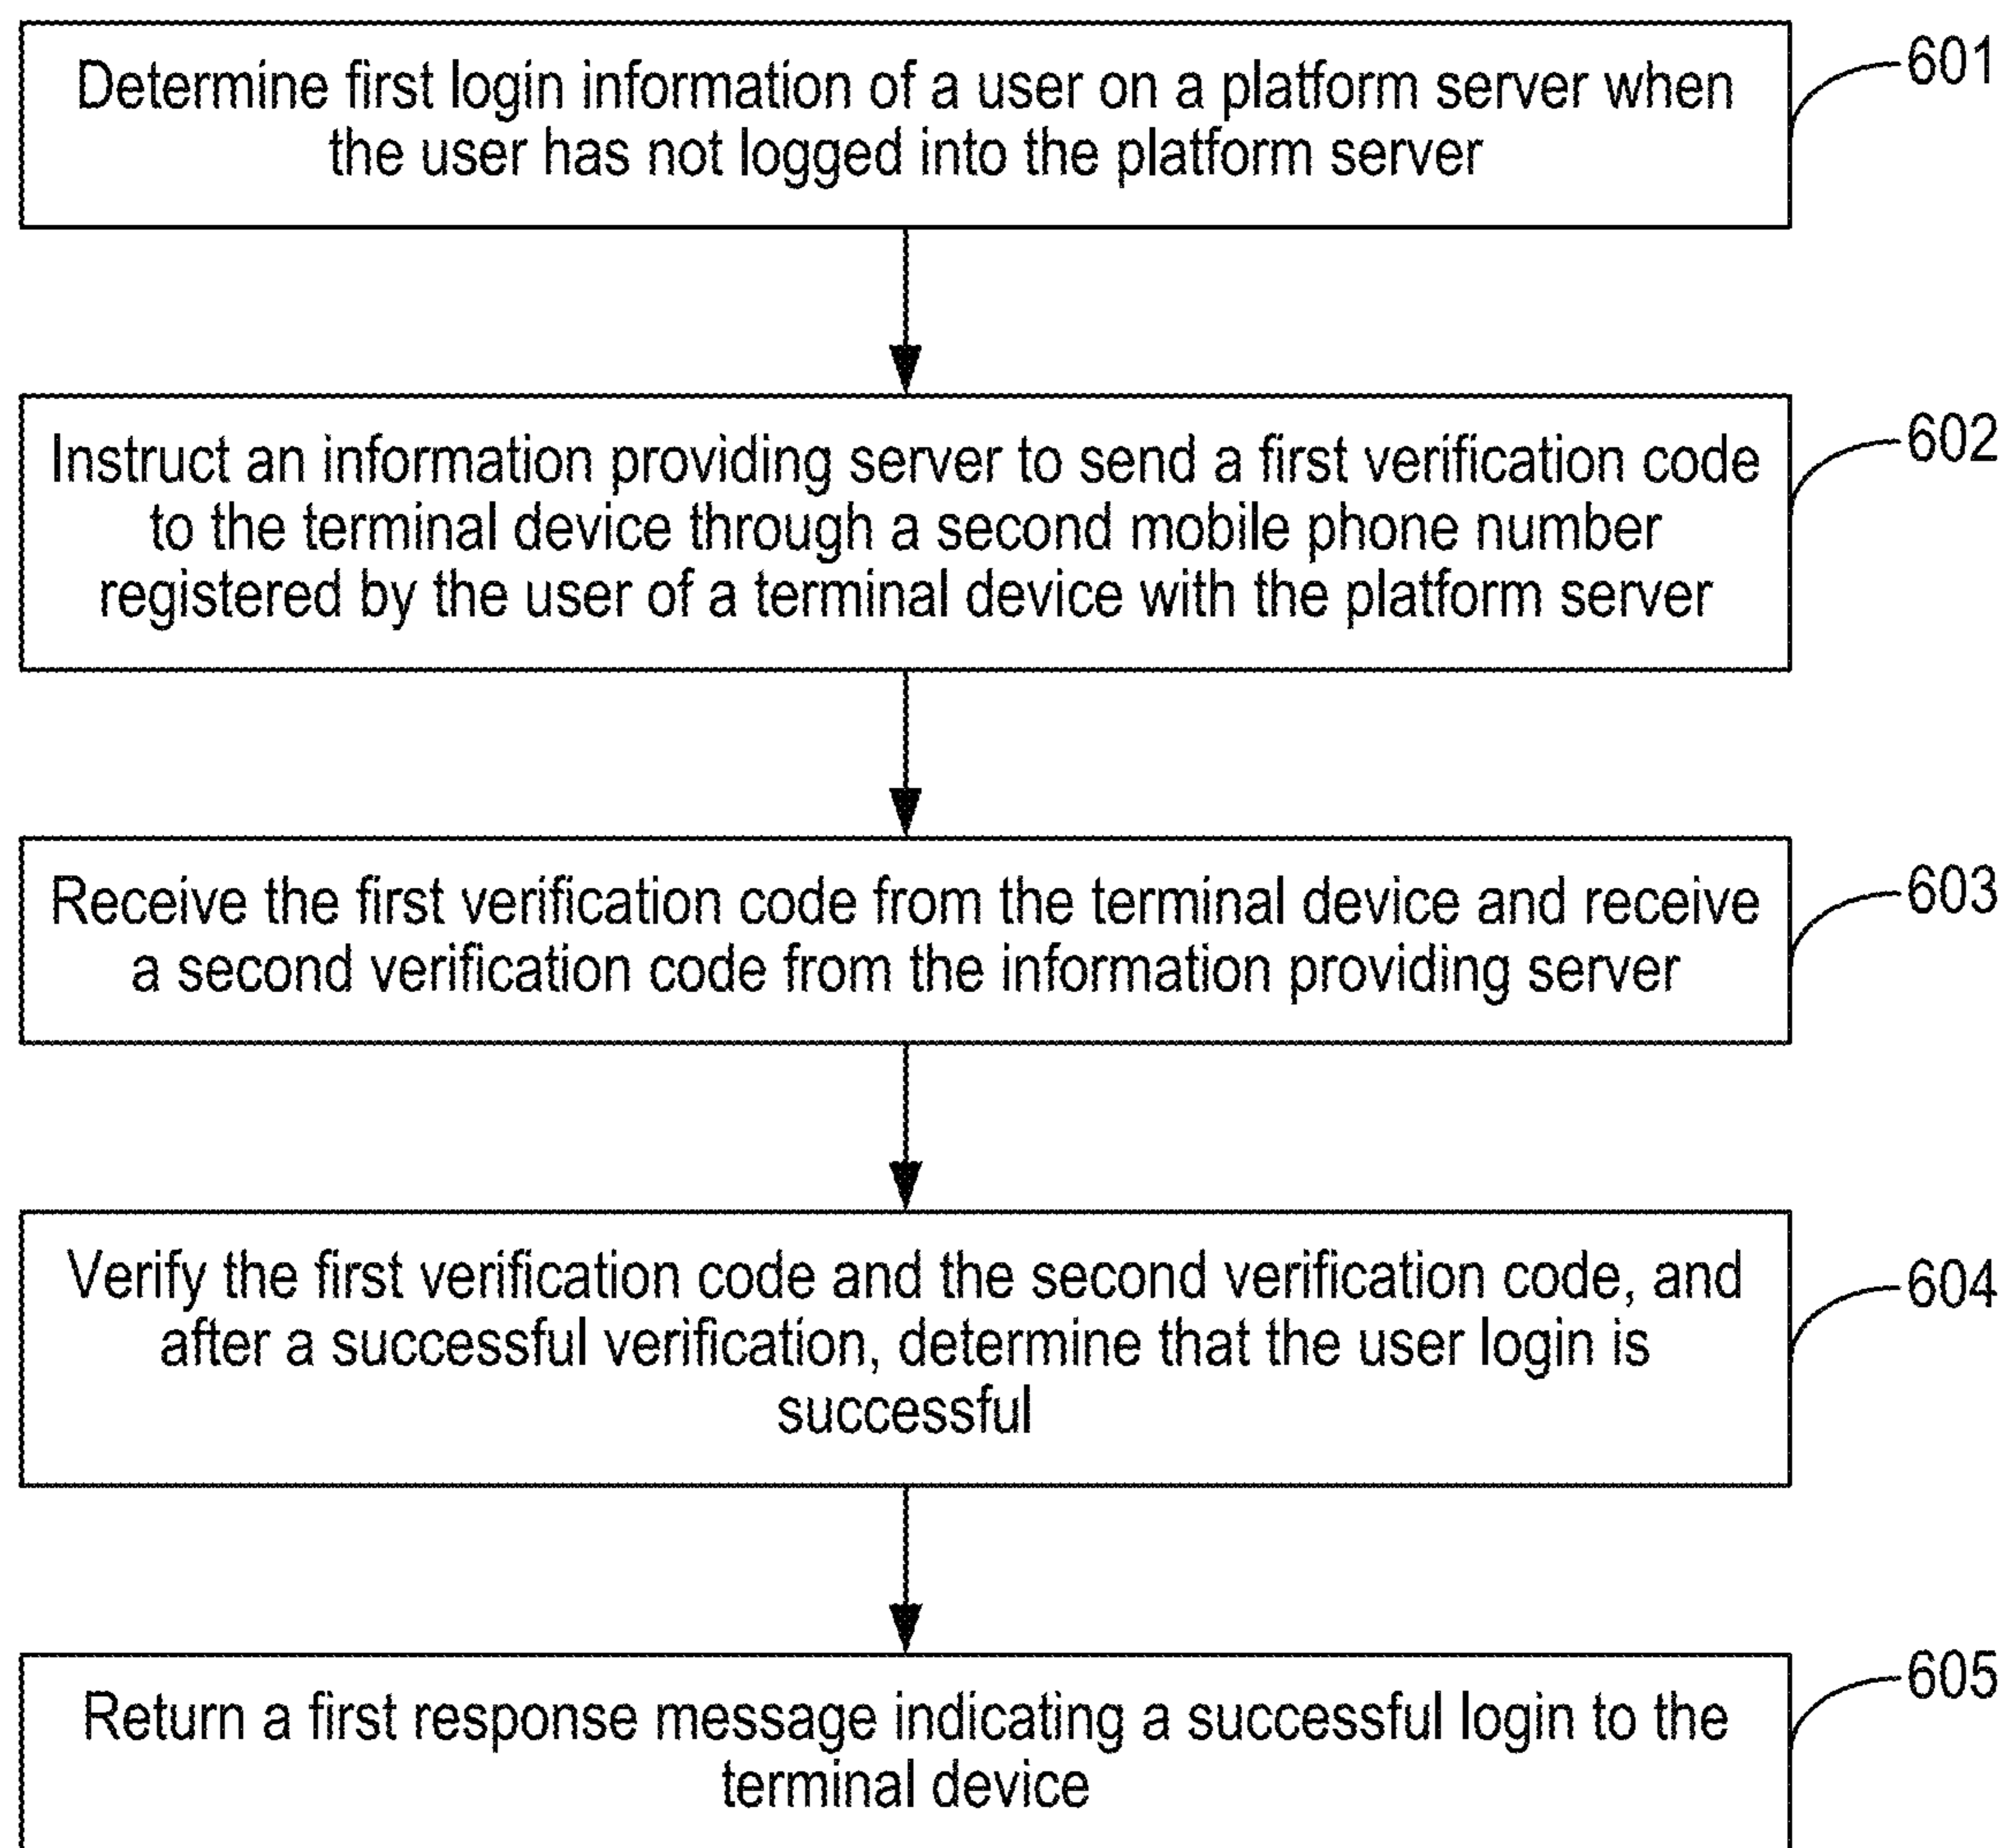 Determine first login information of a user on a platform server when
the user has not logged into the platform server
601
Instruct an information providing server to send a first verification code
to the terminal device through a second mobile phone number
registered by the user of a terminal device with the platform server
602
Receive the first verification code from the terminal device and receive
a second verification code from the information providing server
603
Verify the first verification code and the second verification code, and
after a successful verification, determine that the user login is
successful
604
Return a first response message indicating a successful login to the
terminal device
605